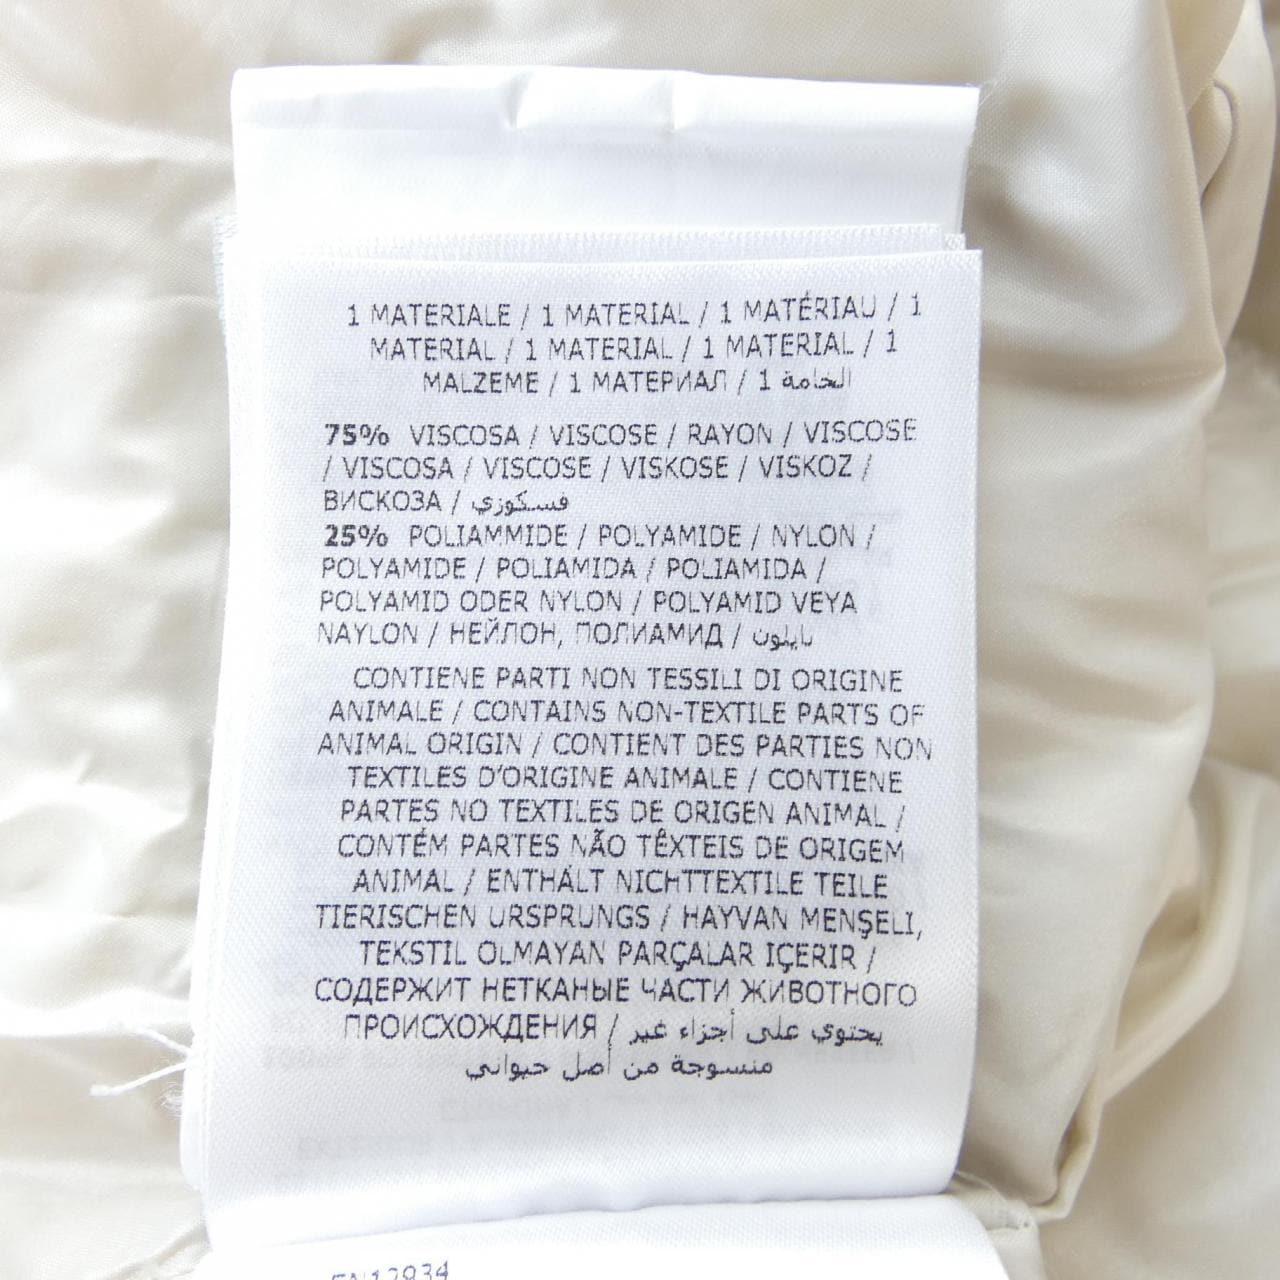 1 MATERIALE / 1 MATERIAL / 1 MATÉRIAU / 1
MATERIAL / 1 MATERIAL / 1 MATERIAL / 1
MALZEME / 1 МАТЕРИАЛ / 1 الخامة
75% VISCOSA / VISCOSE / RAYON / VISCOSE
/ VISCOSA / VISCOSE / VISKOSE / VISKOZ /
ВИСКОЗА / فسكوزي
25% POLIAMMIDE / POLYAMIDE / NYLON /
POLYAMIDE / POLIAMIDA / POLIAMIDA /
POLYAMID ODER NYLON / POLYAMID VEYA
NAYLON / НЕЙЛОН, ПОЛИАМИД / نايلون
CONTIENE PARTI NON TESSILI DI ORIGINE
ANIMALE / CONTAINS NON-TEXTILE PARTS OF
ANIMAL ORIGIN / CONTIENT DES PARTIES NON
TEXTILES D'ORIGINE ANIMALE / CONTIENE
PARTES NO TEXTILES DE ORIGEN ANIMAL /
CONTÉM PARTES NÃO TÊXTEIS DE ORIGEM
ANIMAL / ENTHÄLT NICHTTEXTILE TEILE
TIERISCHEN URSPRUNGS / HAYVAN MENŞELİ,
TEKSTIL OLMAYAN PARÇALAR IÇERIR /
СОДЕРЖИТ НЕТКАНЫЕ ЧАСТИ ЖИВОТНОГО
ПРОИСХОЖДЕНИЯ / يحتوي على أجزاء غير
منسوجة من أصل حيواني